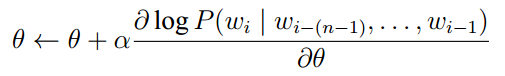 θ ← θ + α ∂ log P(w_i | w_{i−(n−1)}, . . . , w_{i−1}) / ∂θ